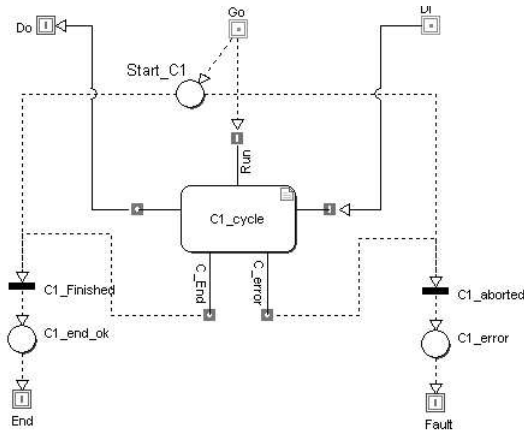 Go
DI
Do
Start_C1
Run
C1_cycle
C_End
C_error
C1_Finished
C1_aborted
C1_end_ok
C1_error
End
Fault